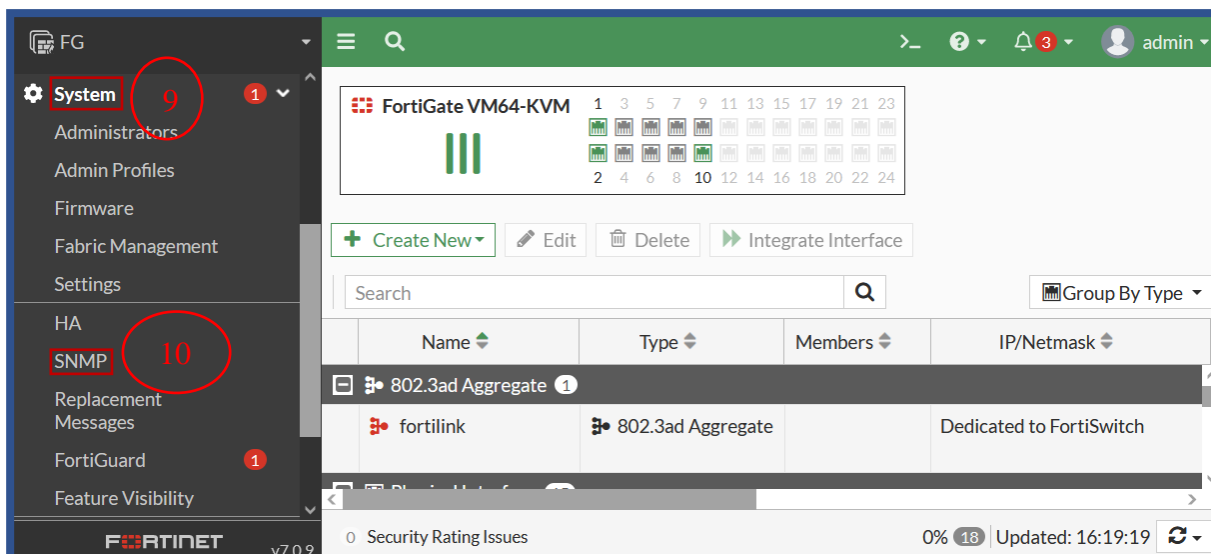 FG
admin
3
System
9
1
Administrators
Admin Profiles
Firmware
Fabric Management
Settings
HA
SNMP
10
Replacement
Messages
FortiGuard
1
Feature Visibility
FORTINET
v7.0.9
FortiGate VM64-KVM
1 3 5 7 9 11 13 15 17 19 21 23
2 4 6 8 10 12 14 16 18 20 22 24
Create New Edit Delete Integrate Interface
Search
Group By Type
Name Type Members IP/Netmask
802.3ad Aggregate 1
fortilink 802.3ad Aggregate Dedicated to FortiSwitch
0 Security Rating Issues
0% 18 Updated: 16:19:19